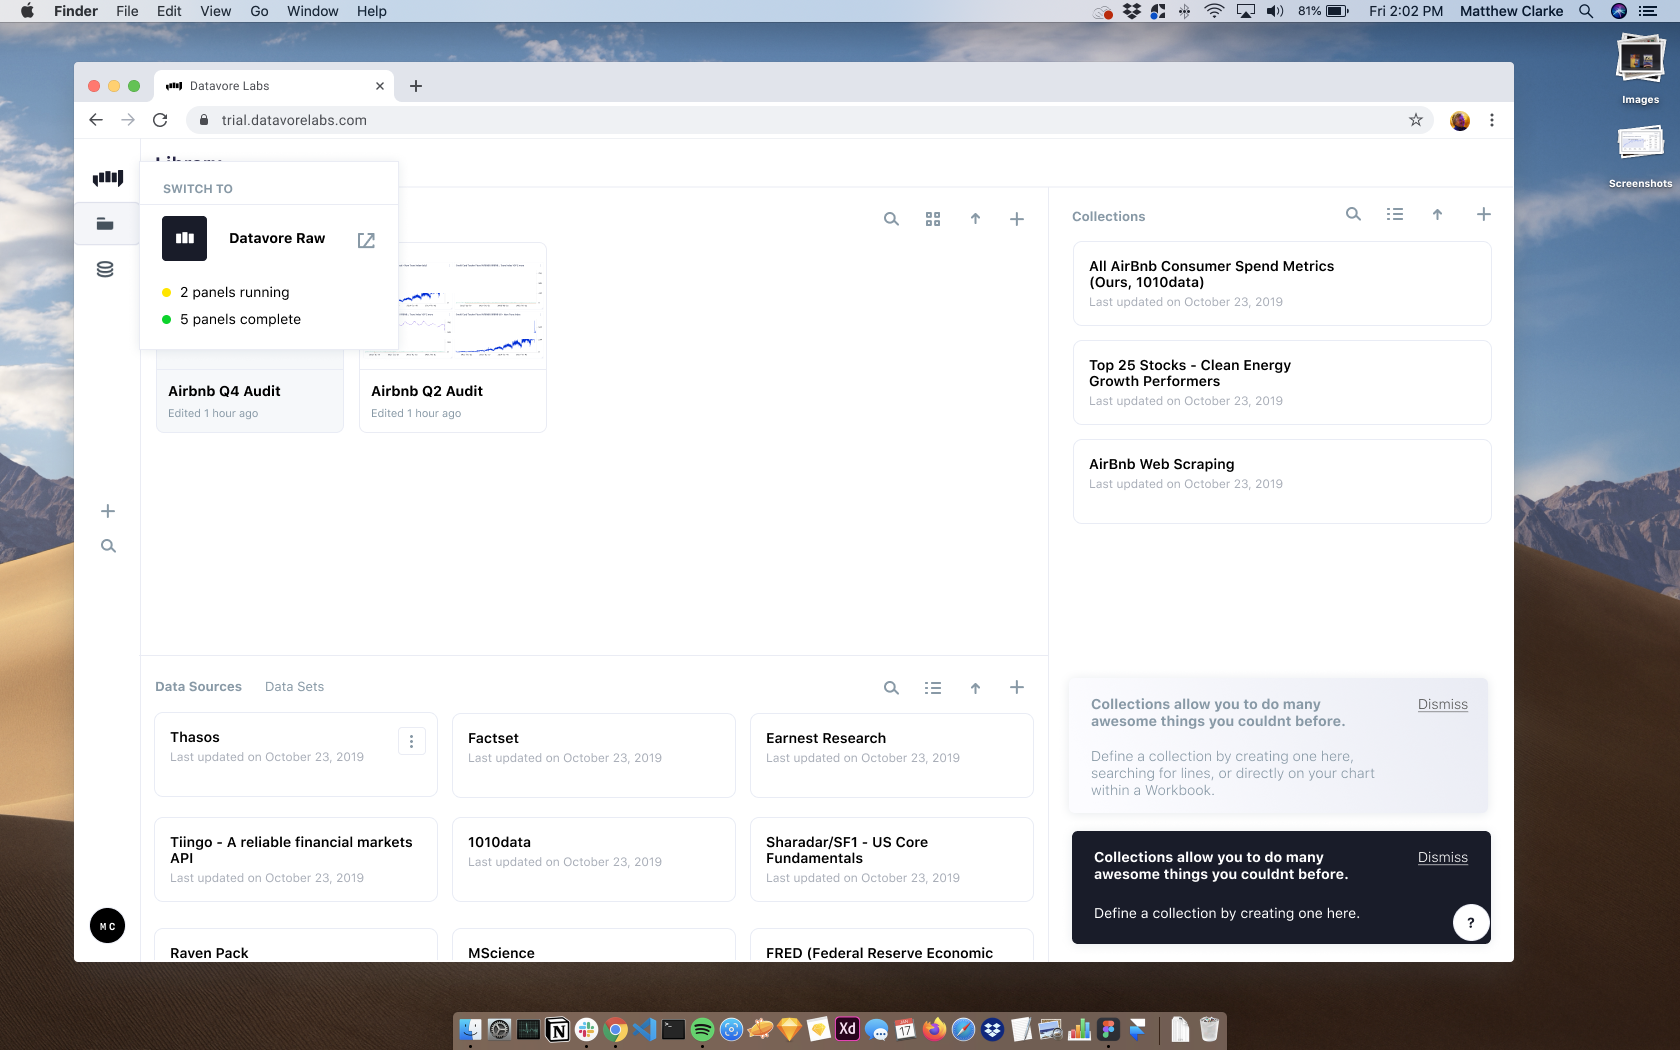 Finder File Edit View Go Window Help
81% Fri 2:02 PM Matthew Clarke
Images
Screenshots
Datavore Labs
trial.datavorelabs.com
Library
SWITCH TO
Datavore Raw
2 panels running
5 panels complete
Airbnb Q4 Audit
Edited 1 hour ago
Airbnb Q2 Audit
Edited 1 hour ago
Collections
All AirBnb Consumer Spend Metrics
(Ours, 1010data)
Last updated on October 23, 2019
Top 25 Stocks - Clean Energy
Growth Performers
Last updated on October 23, 2019
AirBnb Web Scraping
Last updated on October 23, 2019
Data Sources Data Sets
Thasos
Last updated on October 23, 2019
Factset
Last updated on October 23, 2019
Earnest Research
Last updated on October 23, 2019
Tiingo - A reliable financial markets
API
Last updated on October 23, 2019
1010data
Last updated on October 23, 2019
Sharadar/SF1 - US Core
Fundamentals
Last updated on October 23, 2019
Raven Pack
MScience
FRED (Federal Reserve Economic
Collections allow you to do many
awesome things you couldnt before.
Dismiss
Define a collection by creating one here,
searching for lines, or directly on your chart
within a Workbook.
Collections allow you to do many
awesome things you couldnt before.
Dismiss
Define a collection by creating one here.
?
M C
N
Xd
17